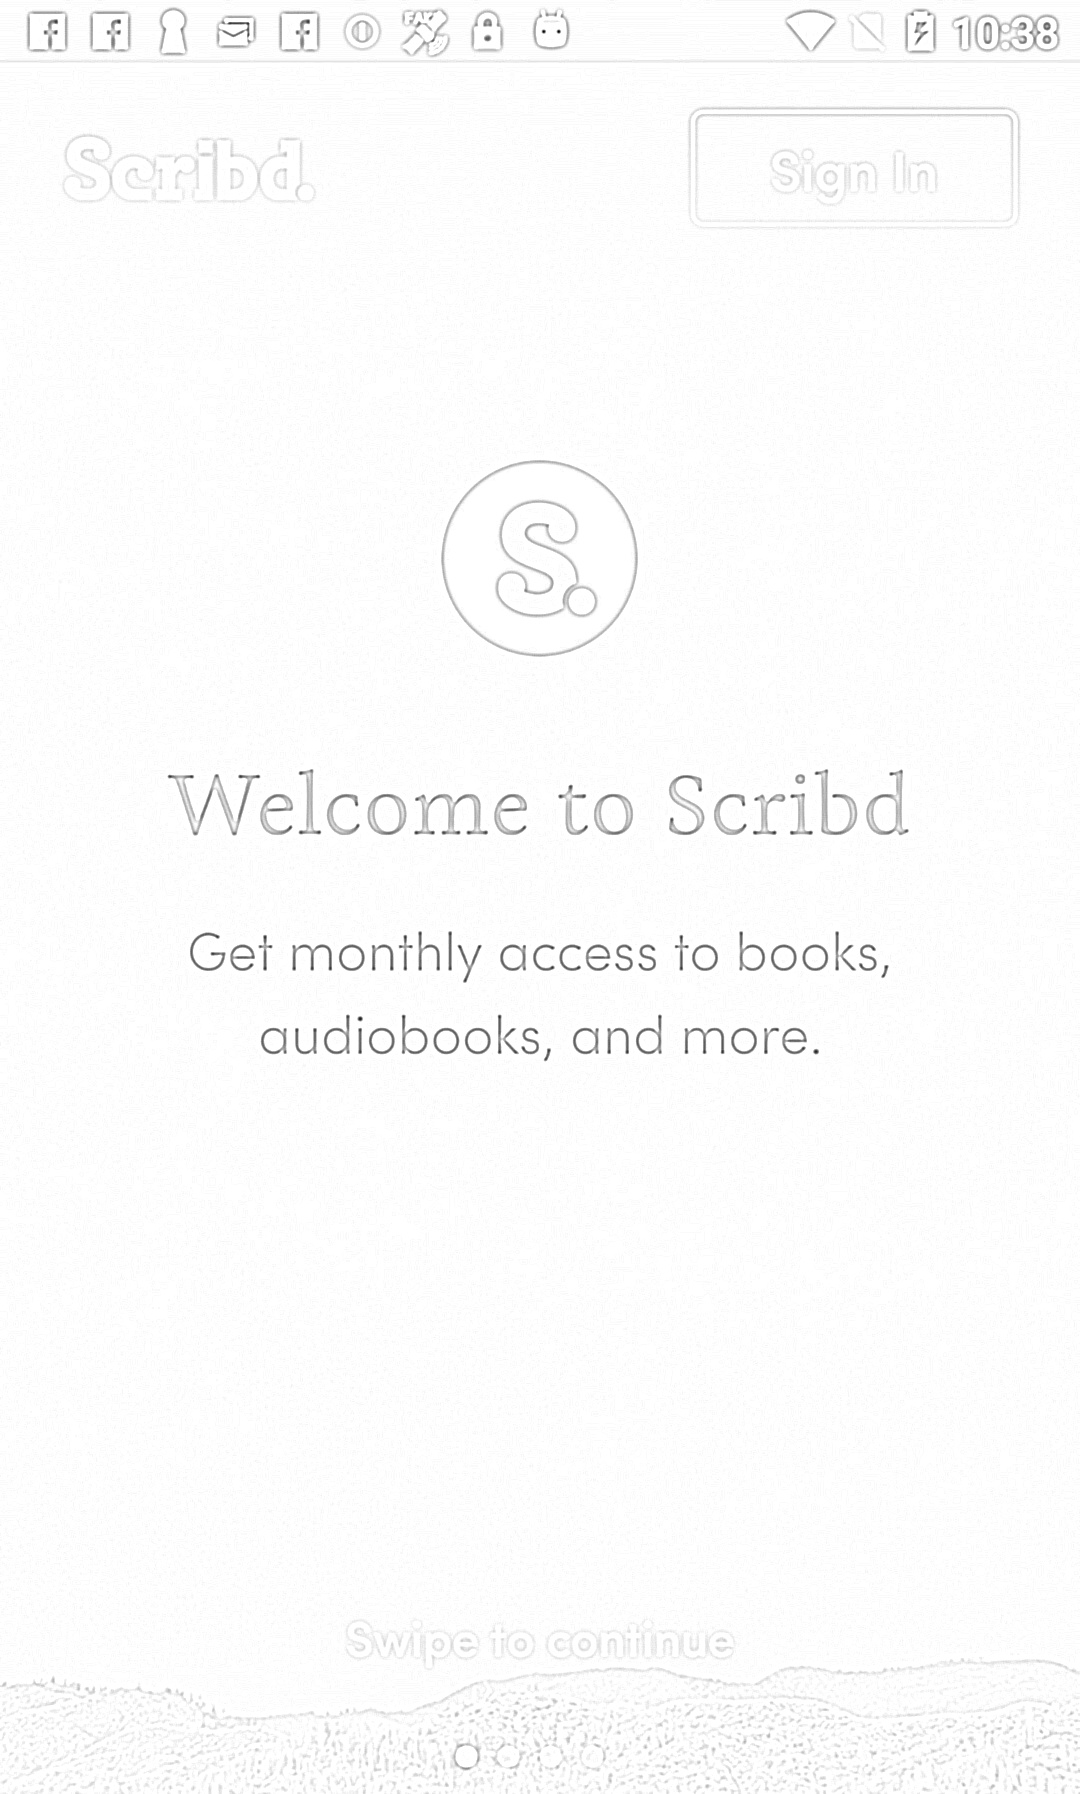 FAKE
10:38
Scribd.
Sign In
S.
Welcome to Scribd
Get monthly access to books,
audiobooks, and more.
Swipe to continue